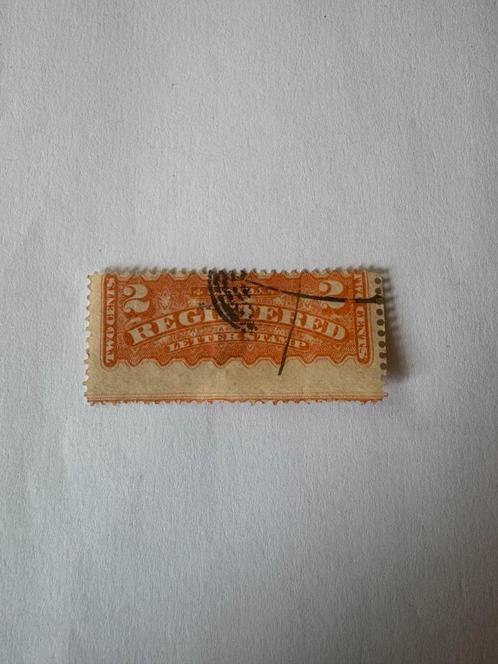 2 2
TWO CENTS TWO CENTS
REGISTERED
LETTER STAMP